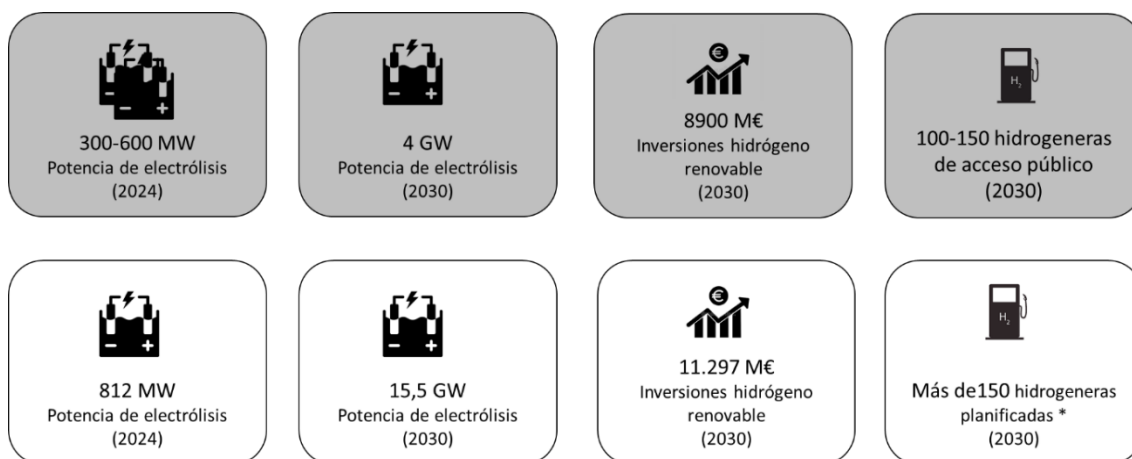 300-600 MW
Potencia de electrólisis
(2024)
4 GW
Potencia de electrólisis
(2030)
€
8900 M€
Inversiones hidrógeno
renovable
(2030)
H2
100-150 hidrogeneras
de acceso público
(2030)
812 MW
Potencia de electrólisis
(2024)
15,5 GW
Potencia de electrólisis
(2030)
€
11.297 M€
Inversiones hidrógeno
renovable
(2030)
H2
Más de150 hidrogeneras
planificadas *
(2030)